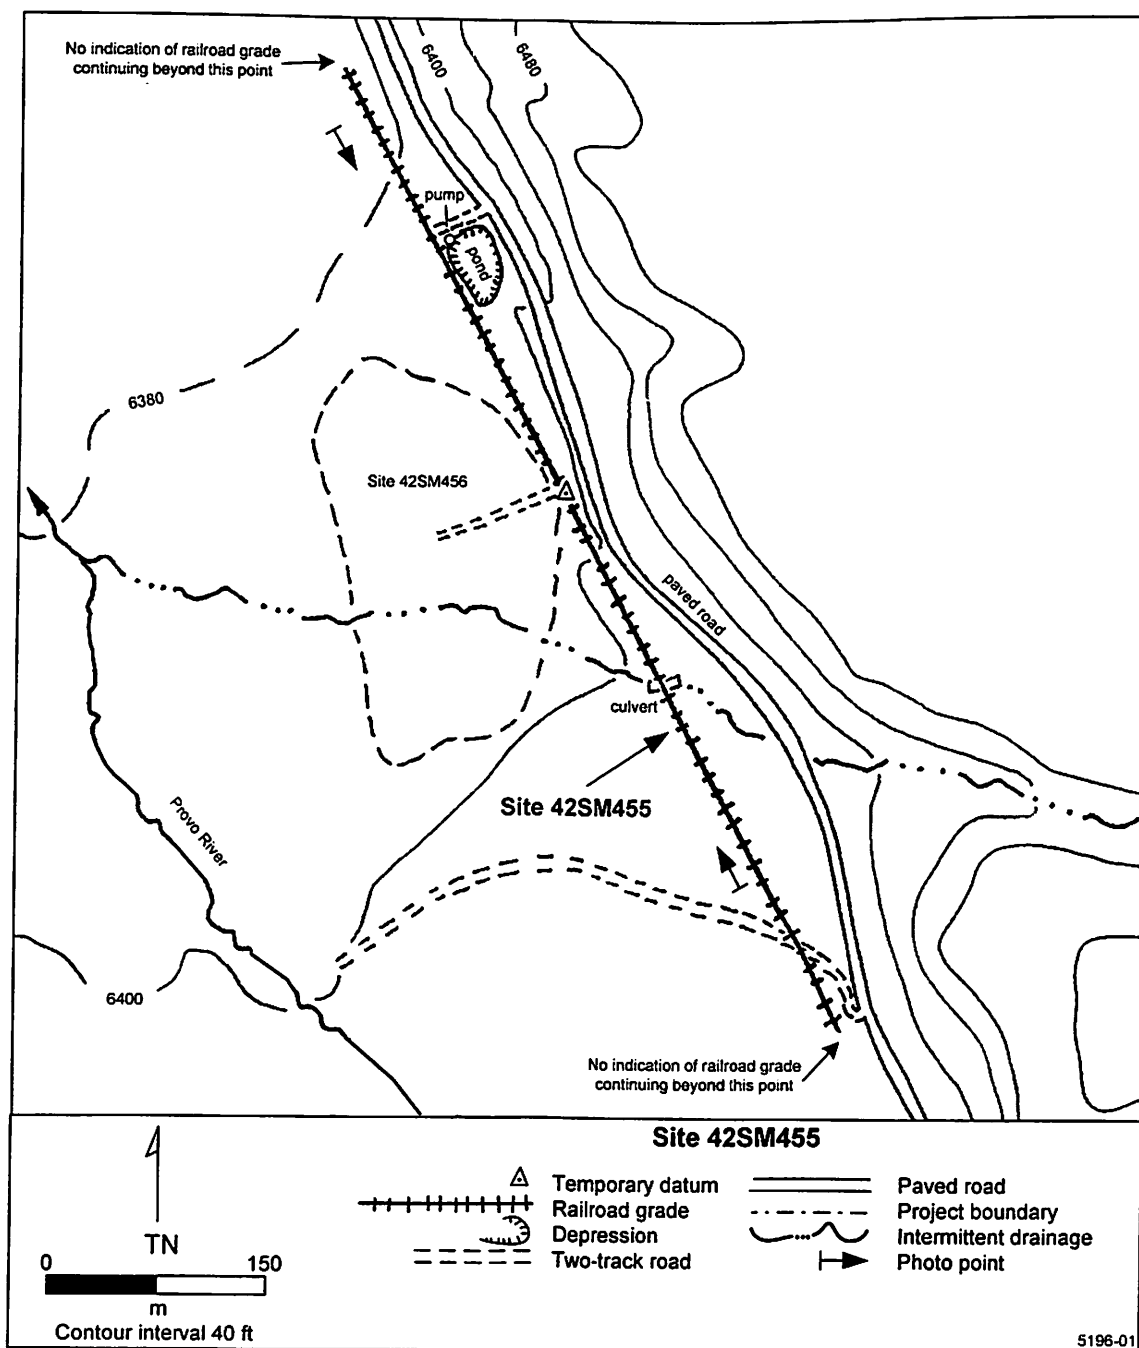 No indication of railroad grade
continuing beyond this point
6400
6480
pump
pond
6380
Site 42SM456
paved road
culvert
Site 42SM455
Provo River
6400
No indication of railroad grade
continuing beyond this point
Site 42SM455
TN
0 150
m
Contour interval 40 ft
Temporary datum
Railroad grade
Depression
Two-track road
Paved road
Project boundary
Intermittent drainage
Photo point
5196-01